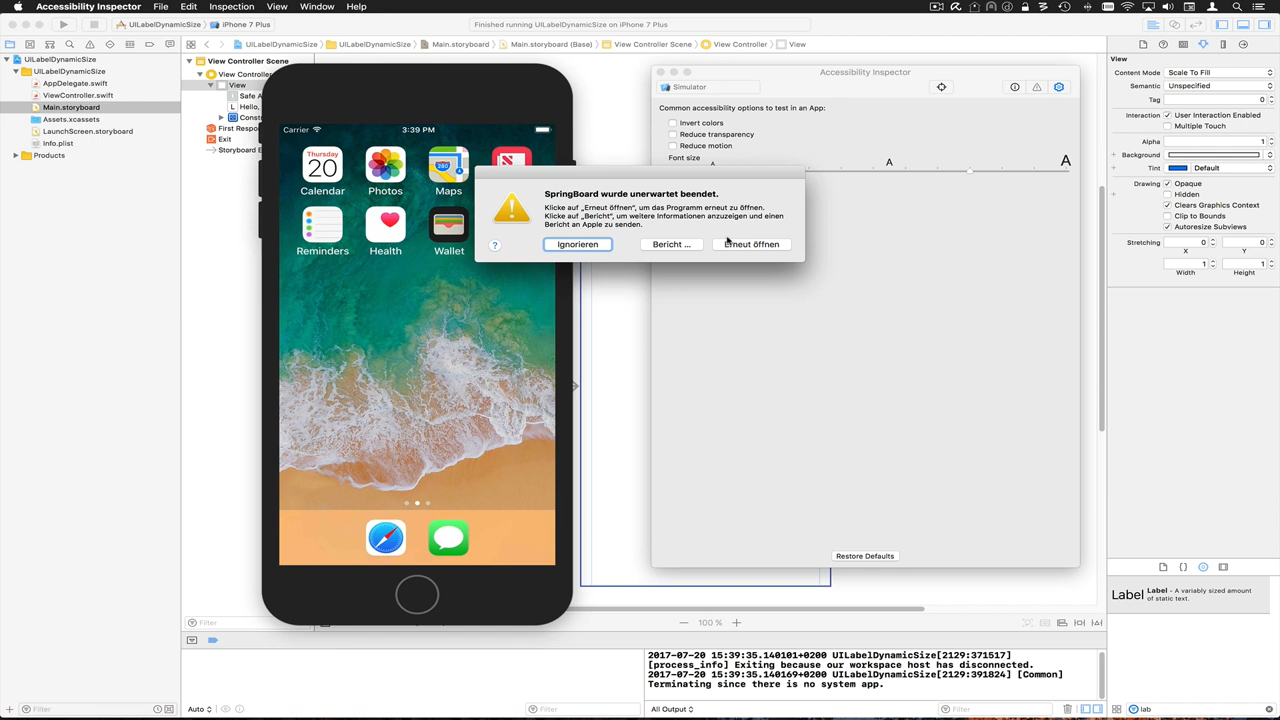 Accessibility Inspector File Edit Inspection View Window Help
UILabelDynamicSize iPhone 7 Plus
Finished running UILabelDynamicSize on iPhone 7 Plus
UILabelDynamicSize UILabelDynamicSize Main.storyboard Main.storyboard (Base) View Controller Scene View Controller View
UILabelDynamicSize
UILabelDynamicSize
AppDelegate.swift
ViewController.swift
Main.storyboard
Assets.xcassets
LaunchScreen.storyboard
Info.plist
Products
View Controller Scene
View Controller
View
Safe A
L Hello,
Constr
First Respo
Exit
Storyboard E
Carrier 3:39 PM
Thursday
20
280
Calendar Photos Maps
Reminders Health Wallet
Accessibility Inspector
Simulator
Common accessibility options to test in an App:
Invert colors
Reduce transparency
Reduce motion
Font size
A A A
SpringBoard wurde unerwartet beendet.
Klicke auf „Erneut öffnen“, um das Programm erneut zu öffnen.
Klicke auf „Bericht“, um weitere Informationen anzuzeigen und einen
Bericht an Apple zu senden.
? Ignorieren Bericht ... Erneut öffnen
Restore Defaults
View
Content Mode Scale To Fill
Semantic Unspecified
Tag 0
Interaction User Interaction Enabled
Multiple Touch
Alpha 1
Background
Tint Default
Drawing Opaque
Hidden
Clears Graphics Context
Clip to Bounds
Autoresize Subviews
Stretching 0 0
X Y
1 1
Width Height
Label Label - A variably sized amount
of static text.
Filter
100 %
2017-07-20 15:39:35.140101+0200 UILabelDynamicSize[2129:371517]
[process_info] Exiting because our workspace host has disconnected.
2017-07-20 15:39:35.140169+0200 UILabelDynamicSize[2129:391824] [Common]
Terminating since there is no system app.
Filter Auto Filter All Output Filter lab